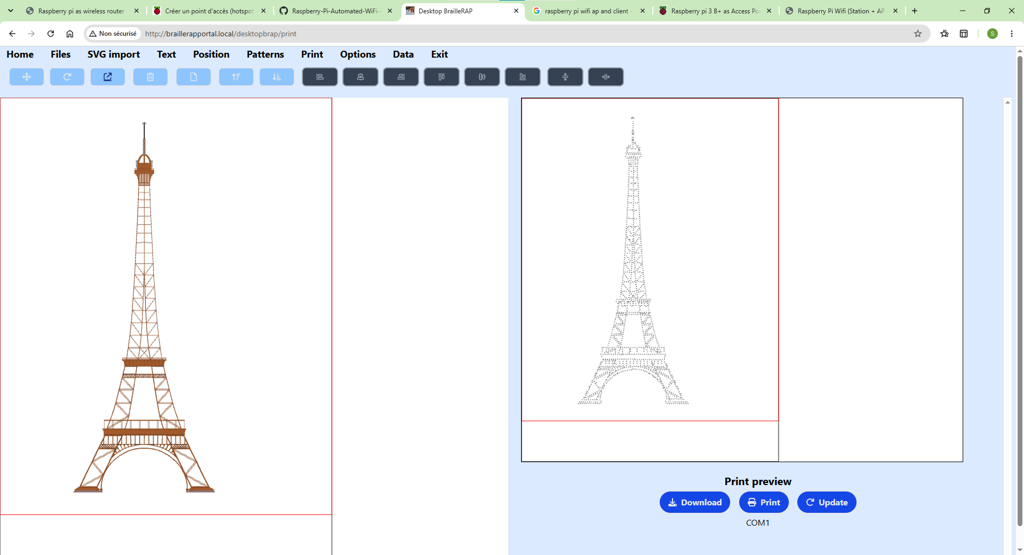 Raspberry pi as wireless router
Créer un point d'accès (hotspo
Raspberry-Pi-Automated-WiFi-
Desktop BrailleRAP
raspberry pi wifi ap and client
Raspberry pi 3 B+ as Access Po
Raspberry Pi Wifi (Station + AP
Non sécurisé
http://braillerapportal.local/desktopbrap/print
S
Home Files SVG import Text Position Patterns Print Options Data Exit
Print preview
Download Print Update
COM1